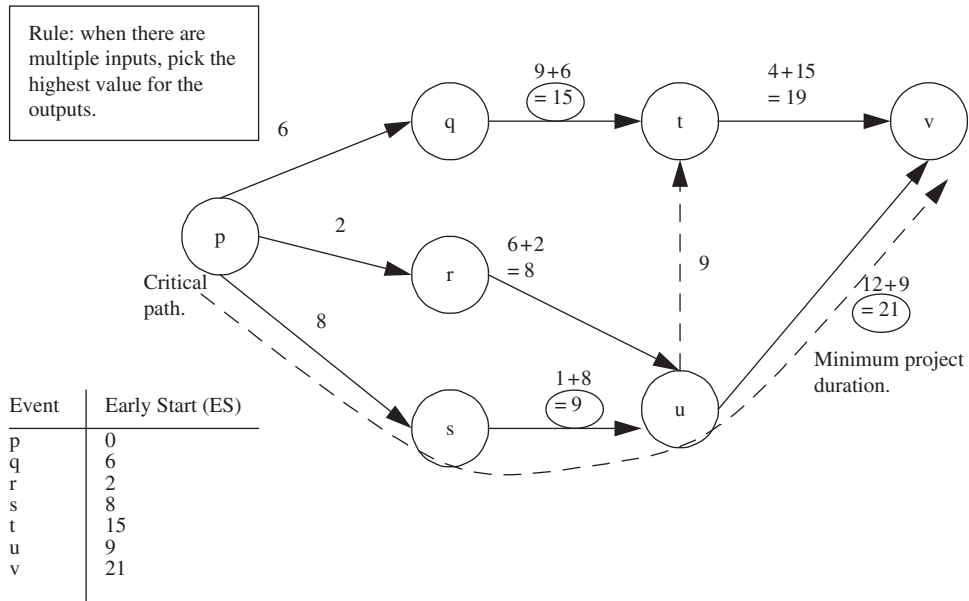 Rule: when there are
multiple inputs, pick the
highest value for the
outputs.
9+6
= 15
4+15
= 19
6
q
t
v
p
2
6+2
= 8
r
9
Critical
path.
8
12+9
= 21
Minimum project
duration.
1+8
= 9
s
u
Event Early Start (ES)
p 0
q 6
r 2
s 8
t 15
u 9
v 21